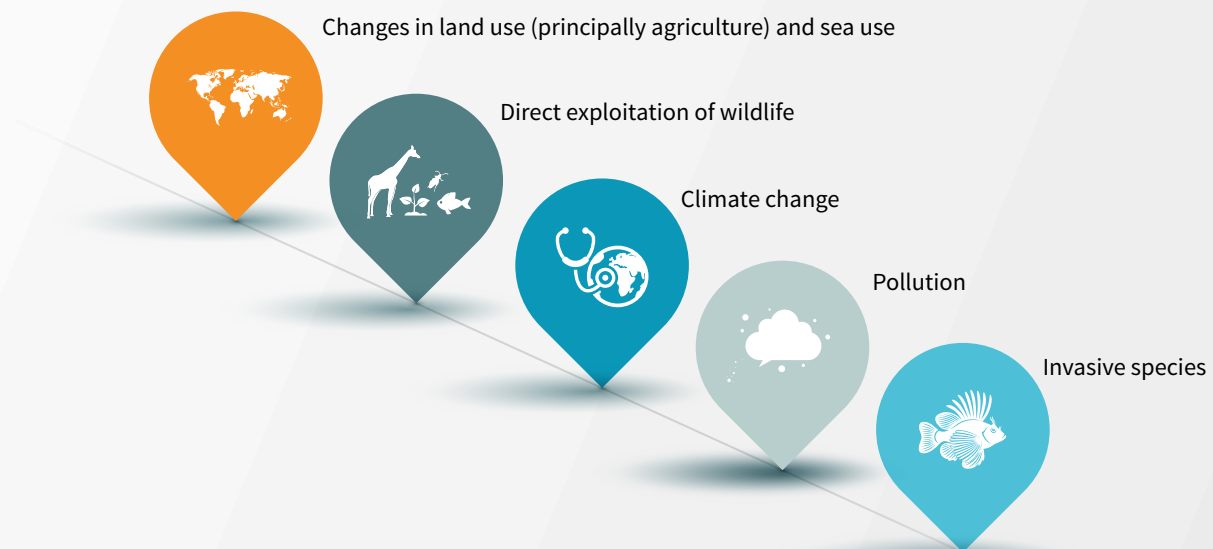 Changes in land use (principally agriculture) and sea use
Direct exploitation of wildlife
Climate change
Pollution
Invasive species